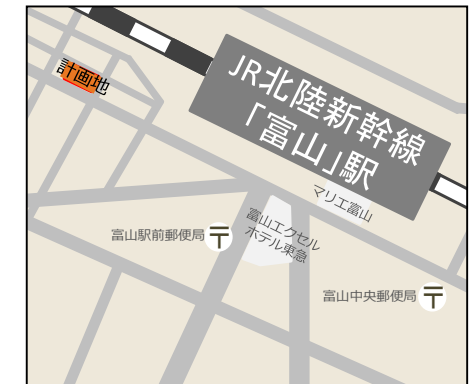 計画地
JR北陸新幹線
「富山」駅
マリエ富山
富山エクセル
ホテル東急
富山駅前郵便局
富山中央郵便局